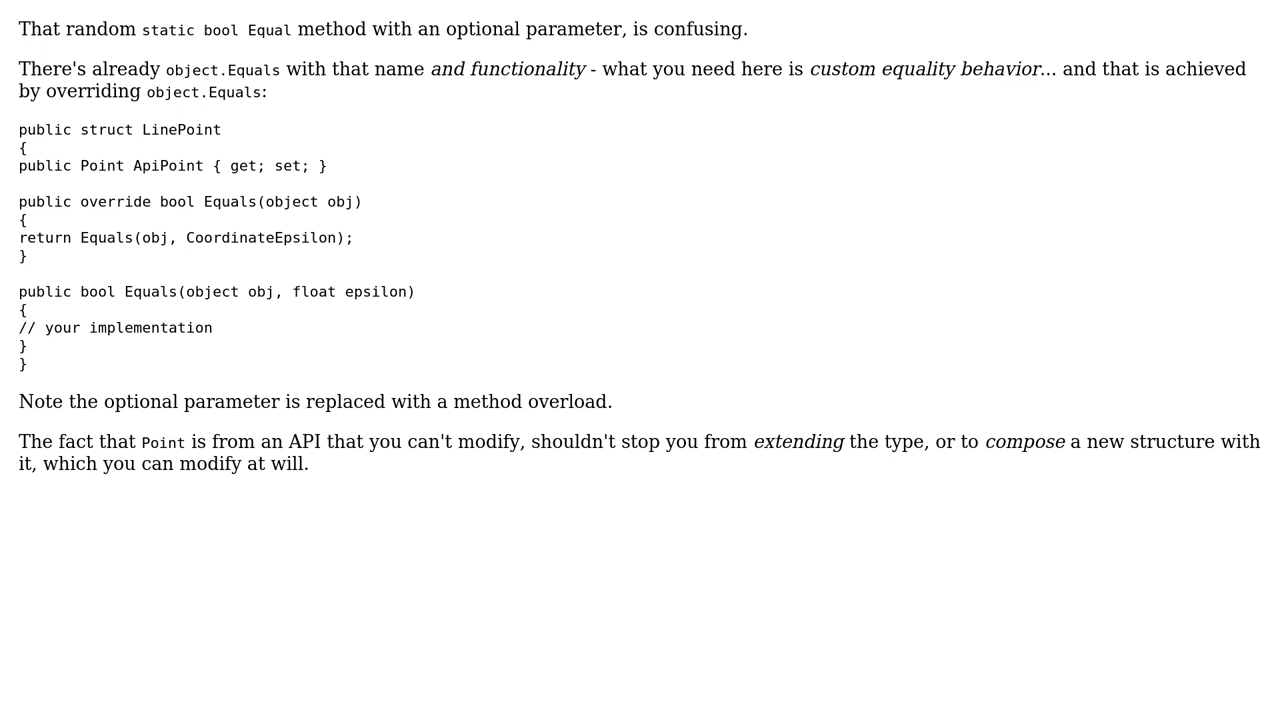 That random static bool Equal method with an optional parameter, is confusing.
There's already object.Equals with that name and functionality - what you need here is custom equality behavior... and that is achieved
by overriding object.Equals:
public struct LinePoint
{
public Point ApiPoint { get; set; }
public override bool Equals(object obj)
{
return Equals(obj, CoordinateEpsilon);
}
public bool Equals(object obj, float epsilon)
{
// your implementation
}
}
Note the optional parameter is replaced with a method overload.
The fact that Point is from an API that you can't modify, shouldn't stop you from extending the type, or to compose a new structure with
it, which you can modify at will.